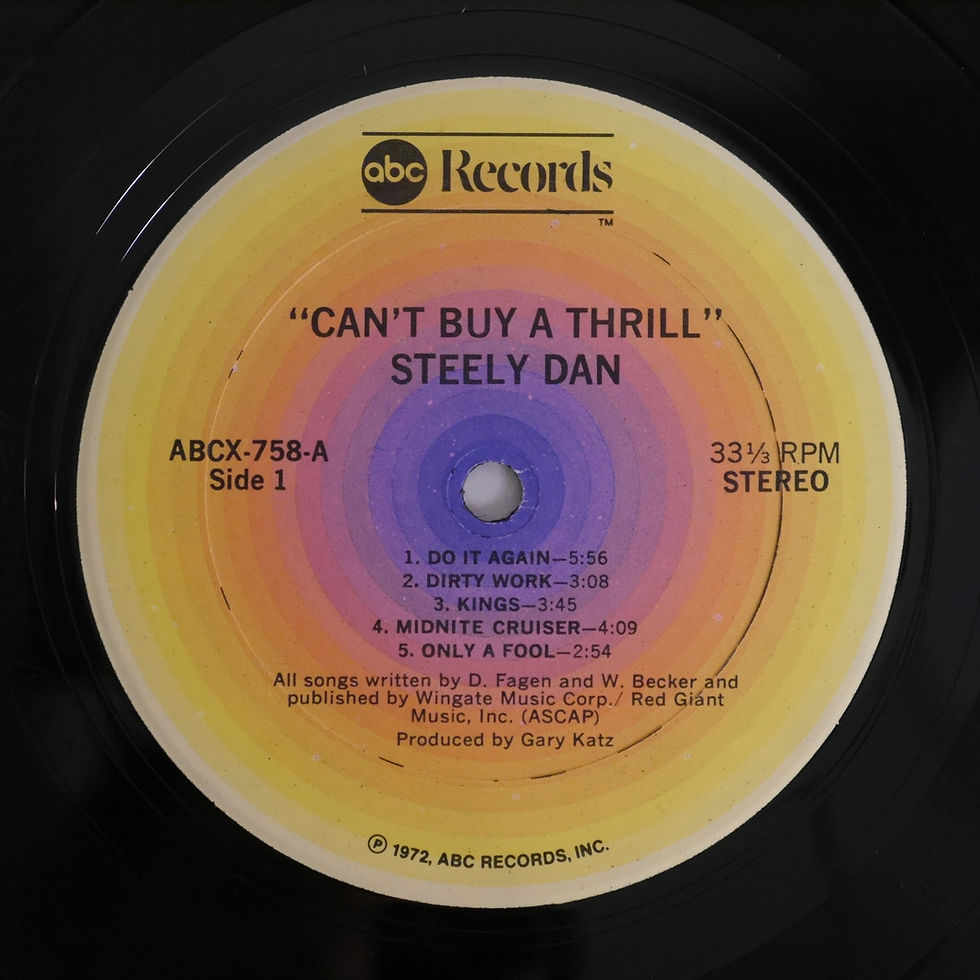 abc Records
™
"CAN'T BUY A THRILL"
STEELY DAN
ABCX-758-A
Side 1
33⅓ RPM
STEREO
1. DO IT AGAIN—5:56
2. DIRTY WORK—3:08
3. KINGS—3:45
4. MIDNITE CRUISER—4:09
5. ONLY A FOOL—2:54
All songs written by D. Fagen and W. Becker and
published by Wingate Music Corp./ Red Giant
Music, Inc. (ASCAP)
Produced by Gary Katz
℗ 1972, ABC RECORDS, INC.